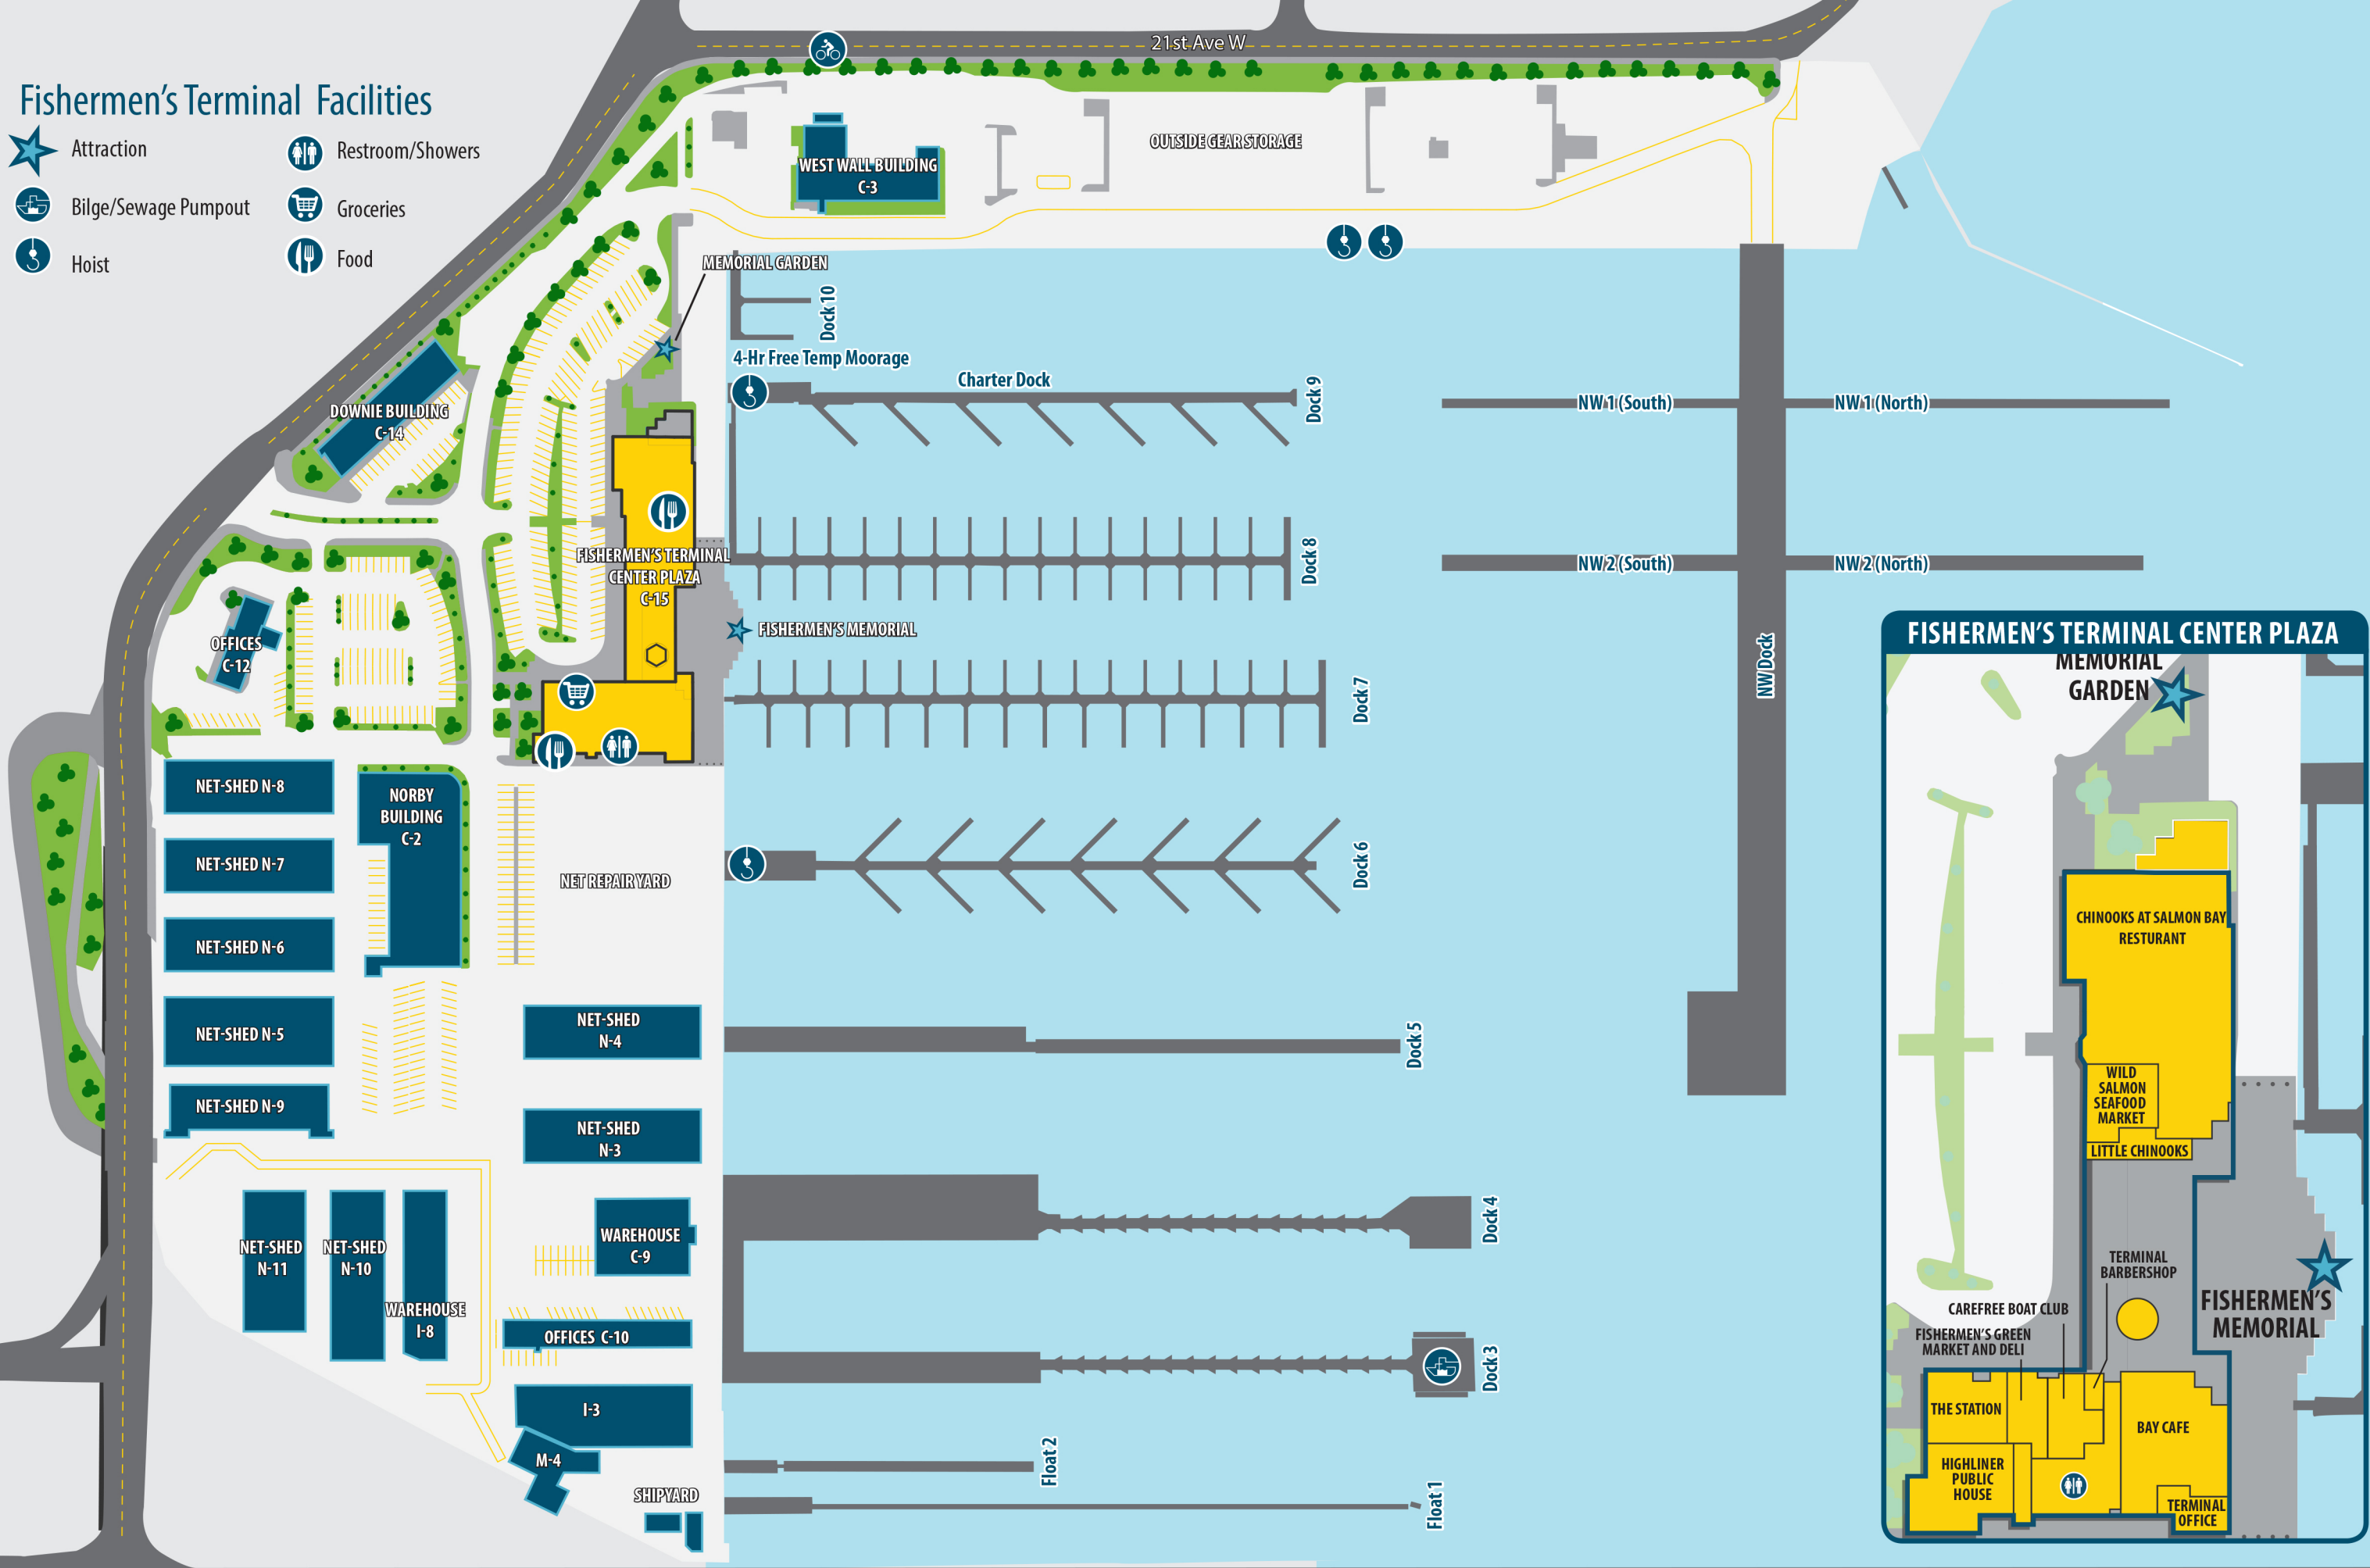 21st Ave W
Fishermen's Terminal Facilities
Attraction
Restroom/Showers
Bilge/Sewage Pumpout
Groceries
Hoist
Food
WEST WALL BUILDING
C-3
OUTSIDE GEAR STORAGE
MEMORIAL GARDEN
Dock 10
4-Hr Free Temp Moorage
Charter Dock
Dock 9
NW 1 (South)
NW 1 (North)
DOWNIE BUILDING
C-14
FISHERMEN'S TERMINAL
CENTER PLAZA
C-15
Dock 8
NW 2 (South)
NW 2 (North)
OFFICES
C-12
FISHERMEN'S MEMORIAL
NW Dock
Dock 7
NET-SHED N-8
NORBY
BUILDING
C-2
NET-SHED N-7
NET REPAIR YARD
Dock 6
NET-SHED N-6
NET-SHED N-5
NET-SHED
N-4
Dock 5
NET-SHED N-9
NET-SHED
N-3
NET-SHED
N-11
NET-SHED
N-10
WAREHOUSE
I-8
WAREHOUSE
C-9
Dock 4
OFFICES C-10
Dock 3
I-3
M-4
Float 2
SHIPYARD
Float 1
FISHERMEN'S TERMINAL CENTER PLAZA
MEMORIAL
GARDEN
CHINOOKS AT SALMON BAY
RESTURANT
WILD
SALMON
SEAFOOD
MARKET
LITTLE CHINOOKS
TERMINAL
BARBERSHOP
CAREFREE BOAT CLUB
FISHERMEN'S GREEN
MARKET AND DELI
FISHERMEN'S
MEMORIAL
THE STATION
BAY CAFE
HIGHLINER
PUBLIC
HOUSE
TERMINAL
OFFICE